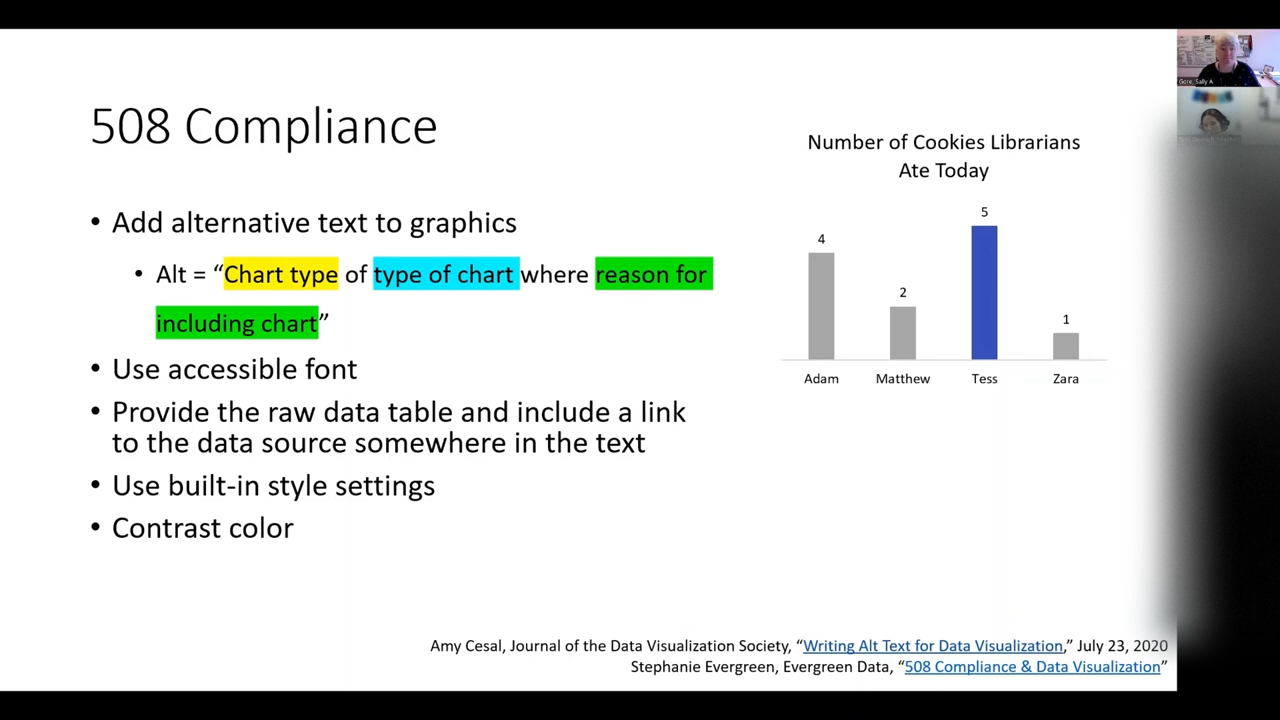 508 Compliance
• Add alternative text to graphics
• Alt = “Chart type of type of chart where reason for
including chart”
• Use accessible font
• Provide the raw data table and include a link
to the data source somewhere in the text
• Use built-in style settings
• Contrast color
Number of Cookies Librarians
Ate Today
4
2
5
1
Adam
Matthew
Tess
Zara
Amy Cesal, Journal of the Data Visualization Society, “Writing Alt Text for Data Visualization,” July 23, 2020
Stephanie Evergreen, Evergreen Data, “508 Compliance & Data Visualization”
Gore, Sally A